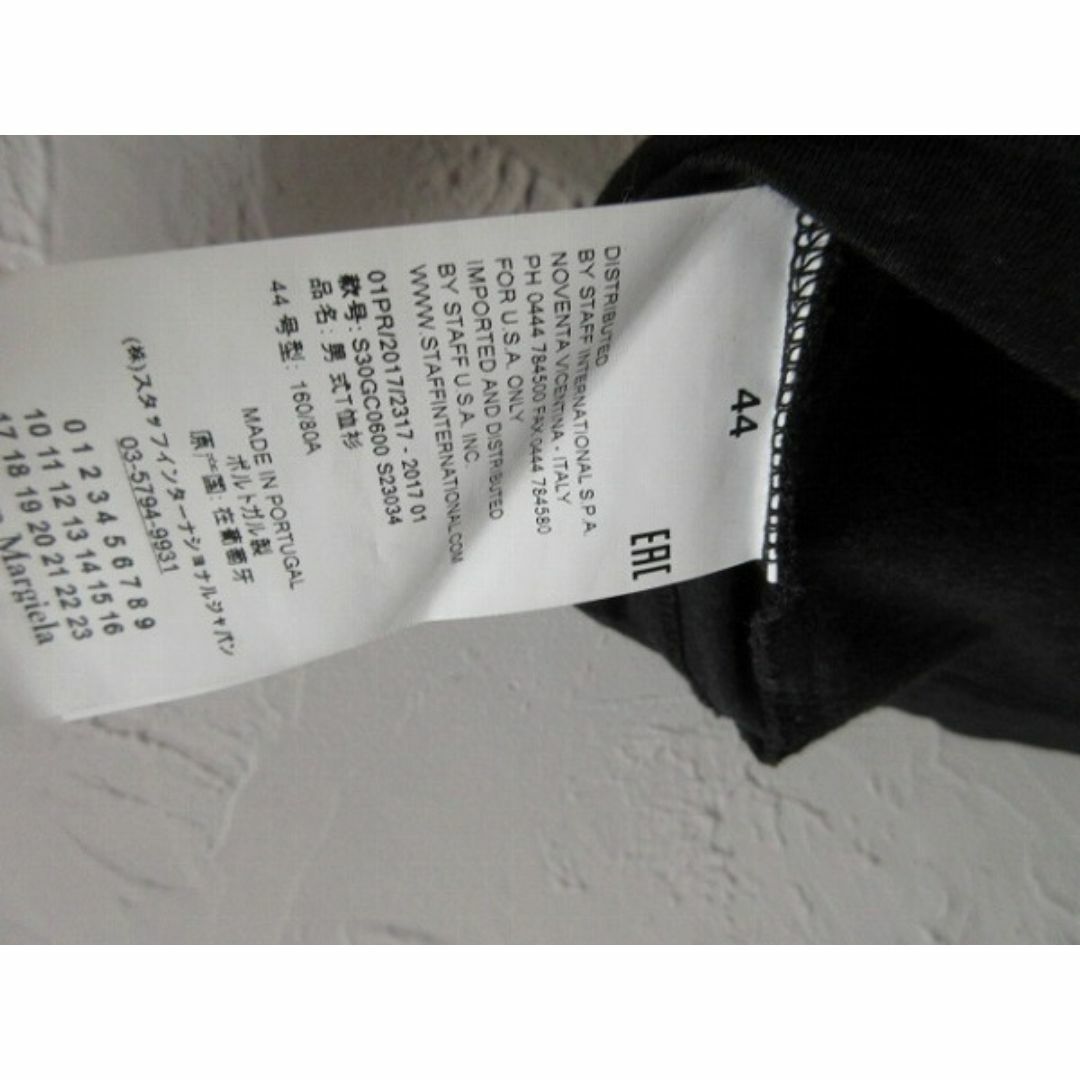 44
EAC
DISTRIBUTED
BY STAFF INTERNATIONAL S.P.A.
NOVENTA VICENTINA - ITALY
PH 0444 784500 FAX 0444 784580
FOR U.S.A. ONLY
IMPORTED AND DISTRIBUTED
BY STAFF U.S.A. INC.
WWW.STAFFINTERNATIONAL.COM
01PR/2017/2317 - 2017 01
款号: S30GC0600 S23034
品名: 男式T恤衫
44 号型: 160/80A
MADE IN PORTUGAL
ポルトガル製
原产国: 在葡萄牙
(株)スタッフインターナショナルジャパン
03-5794-9931
0 1 2 3 4 5 6 7 8 9
10 11 12 13 14 15 16
17 18 19 20 21 22 23
Margiela